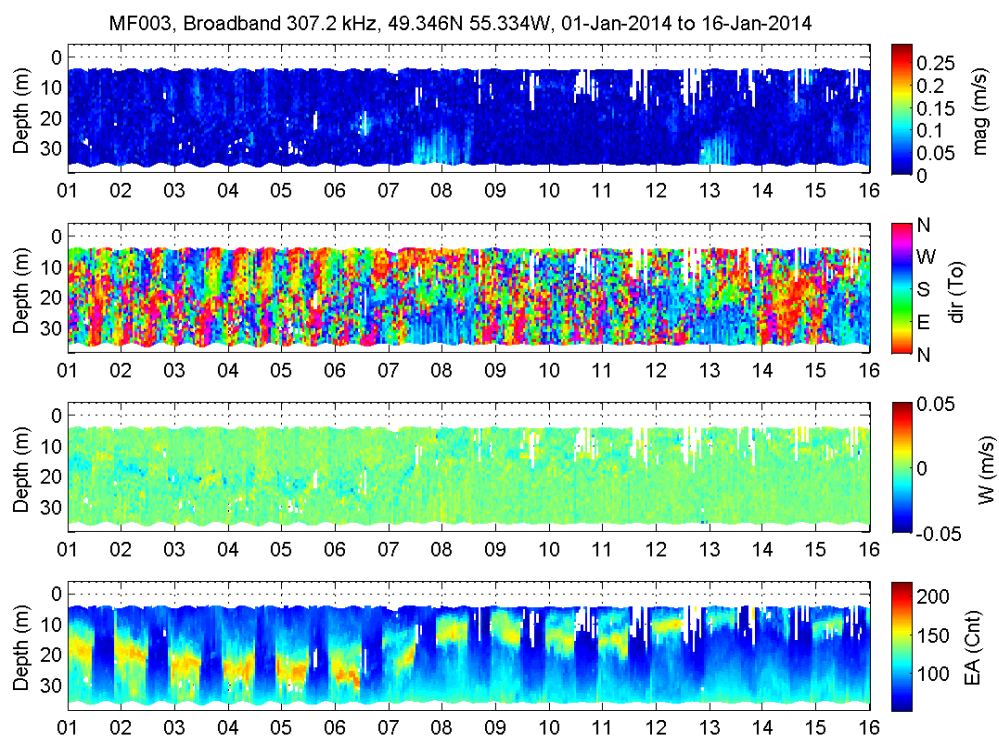 MF003, Broadband 307.2 kHz, 49.346N 55.334W, 01-Jan-2014 to 16-Jan-2014
Depth (m)
0
10
20
30
01 02 03 04 05 06 07 08 09 10 11 12 13 14 15 16
0.25
0.2
0.15
0.1
0.05
0
mag (m/s)
Depth (m)
0
10
20
30
01 02 03 04 05 06 07 08 09 10 11 12 13 14 15 16
N
W
S
E
N
dir (To)
Depth (m)
0
10
20
30
01 02 03 04 05 06 07 08 09 10 11 12 13 14 15 16
0.05
0
-0.05
W (m/s)
Depth (m)
0
10
20
30
01 02 03 04 05 06 07 08 09 10 11 12 13 14 15 16
200
150
100
EA (Cnt)